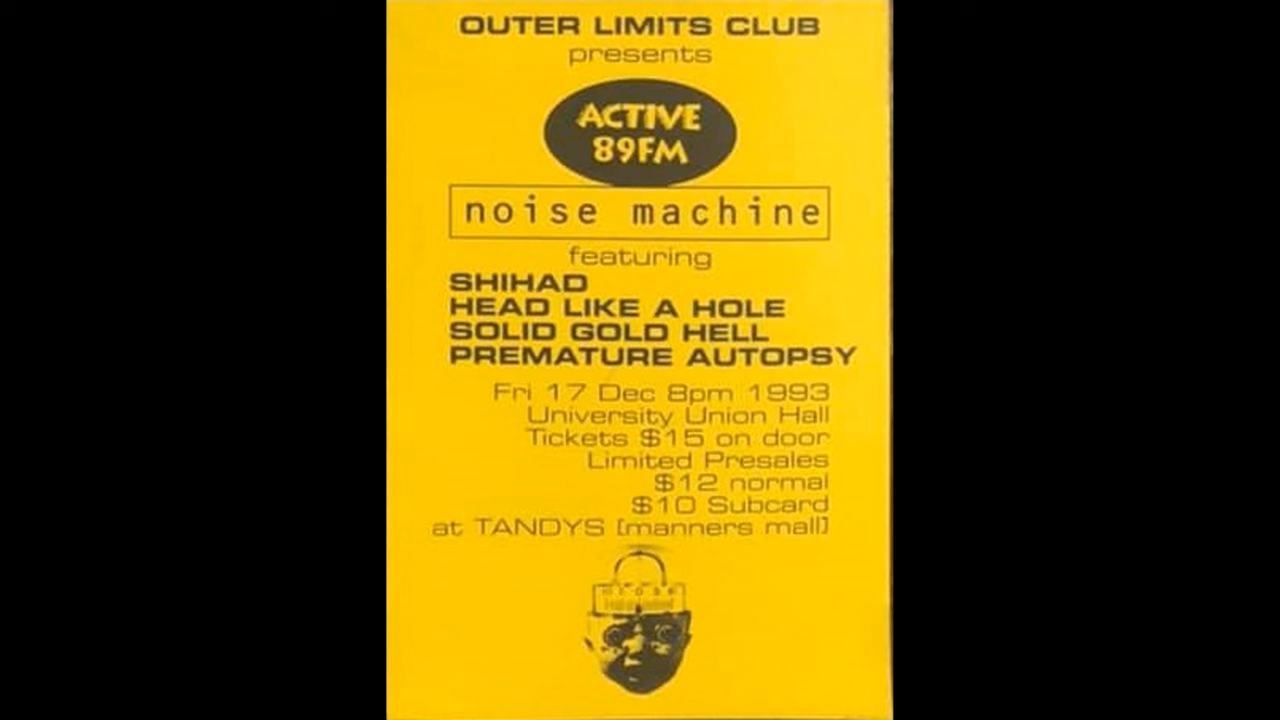 OUTER LIMITS CLUB
presents
ACTIVE
89FM
noise machine
featuring
SHIHAD
HEAD LIKE A HOLE
SOLID GOLD HELL
PREMATURE AUTOPSY
Fri 17 Dec 8pm 1993
University Union Hall
Tickets $15 on door
Limited Presales
$12 normal
$10 Subcard
at TANDYS [manners mall]